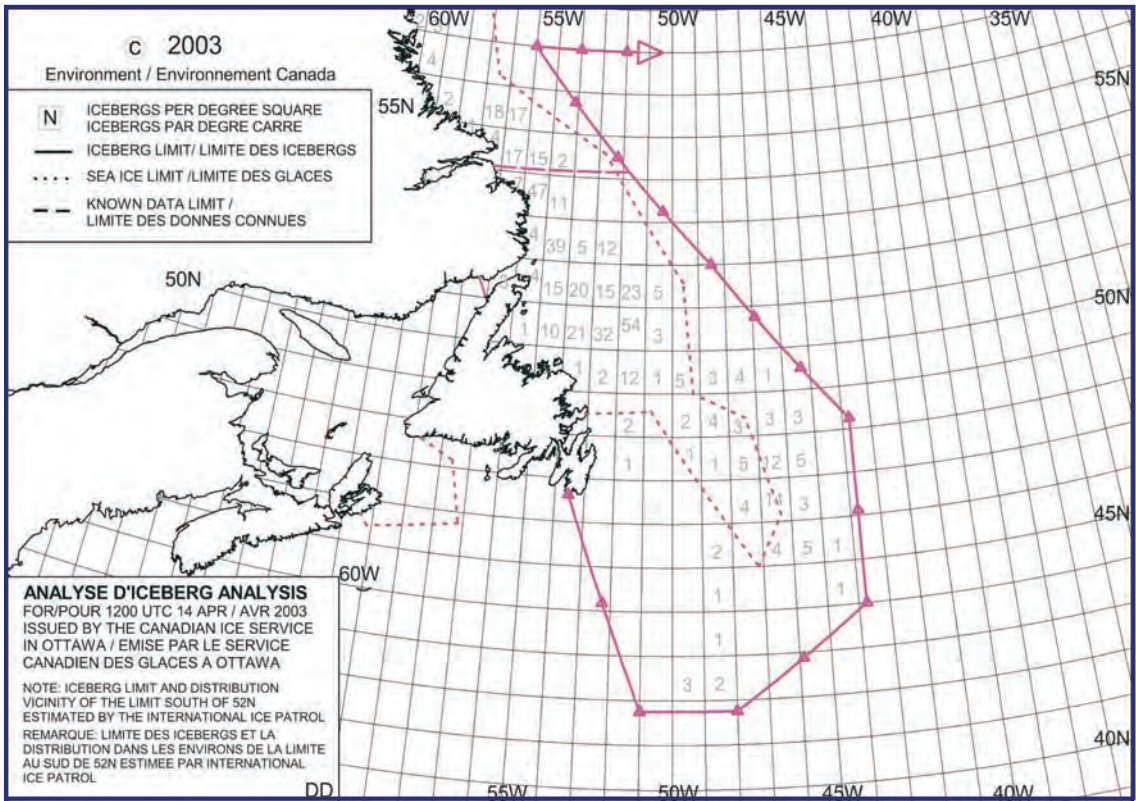 © 2003
Environment / Environnement Canada
N ICEBERGS PER DEGREE SQUARE
ICEBERGS PAR DEGRE CARRE
ICEBERG LIMIT/ LIMITE DES ICEBERGS
SEA ICE LIMIT /LIMITE DES GLACES
KNOWN DATA LIMIT /
LIMITE DES DONNES CONNUES
60W 55W 50W 45W 40W 35W
55N
55N
50N
50N
45N
40N
60W
55W 50W 45W
4
2
18 17
4
17 15 2
47
11
4
39 5 12
4
15 20 15 23 5
1 10 21 32 54 3
1 2 12 1 5 3 4 1
2 2 4 3 3 3
1 1 1 5 12 5
4 14 3
2 4 5 1
1 1
1
3 2
ANALYSE D'ICEBERG ANALYSIS
FOR/POUR 1200 UTC 14 APR / AVR 2003
ISSUED BY THE CANADIAN ICE SERVICE
IN OTTAWA / EMISE PAR LE SERVICE
CANADIEN DES GLACES A OTTAWA
NOTE: ICEBERG LIMIT AND DISTRIBUTION
VICINITY OF THE LIMIT SOUTH OF 52N
ESTIMATED BY THE INTERNATIONAL ICE PATROL
REMARQUE: LIMITE DES ICEBERGS ET LA
DISTRIBUTION DANS LES ENVIRONS DE LA LIMITE
AU SUD DE 52N ESTIMEE PAR INTERNATIONAL
ICE PATROL
DD